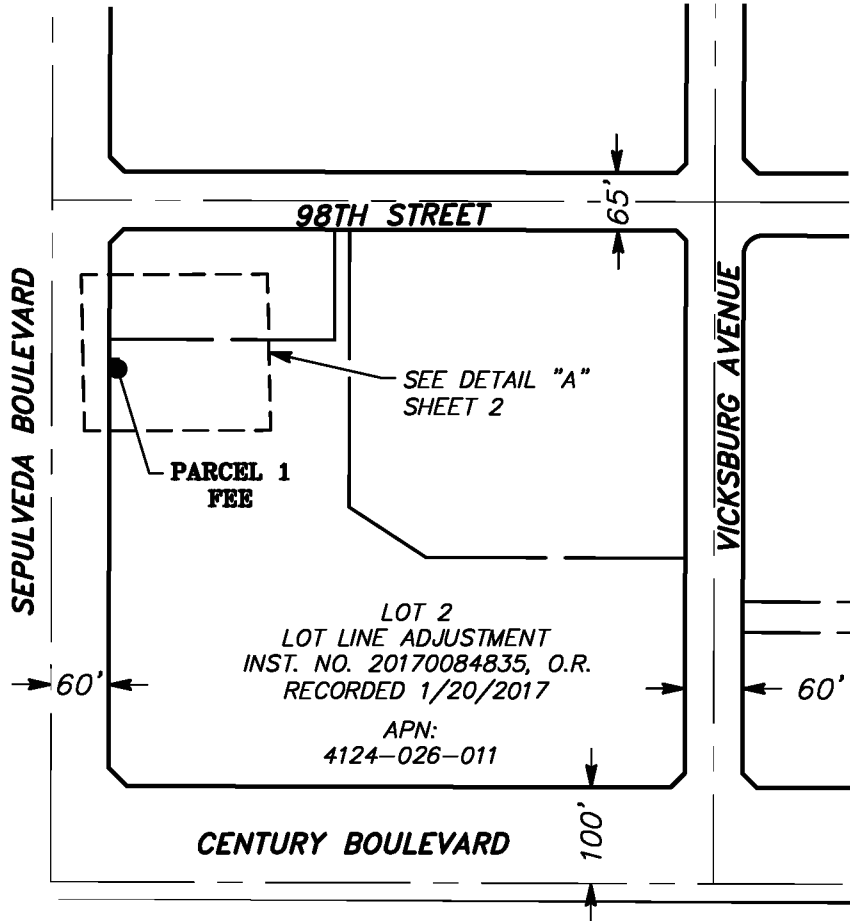 98TH STREET
65'
SEPULVEDA BOULEVARD
VICKSBURG AVENUE
SEE DETAIL "A"
SHEET 2
PARCEL 1
FEE
LOT 2
LOT LINE ADJUSTMENT
INST. NO. 20170084835, O.R.
RECORDED 1/20/2017
60'
60'
APN:
4124-026-011
100'
CENTURY BOULEVARD